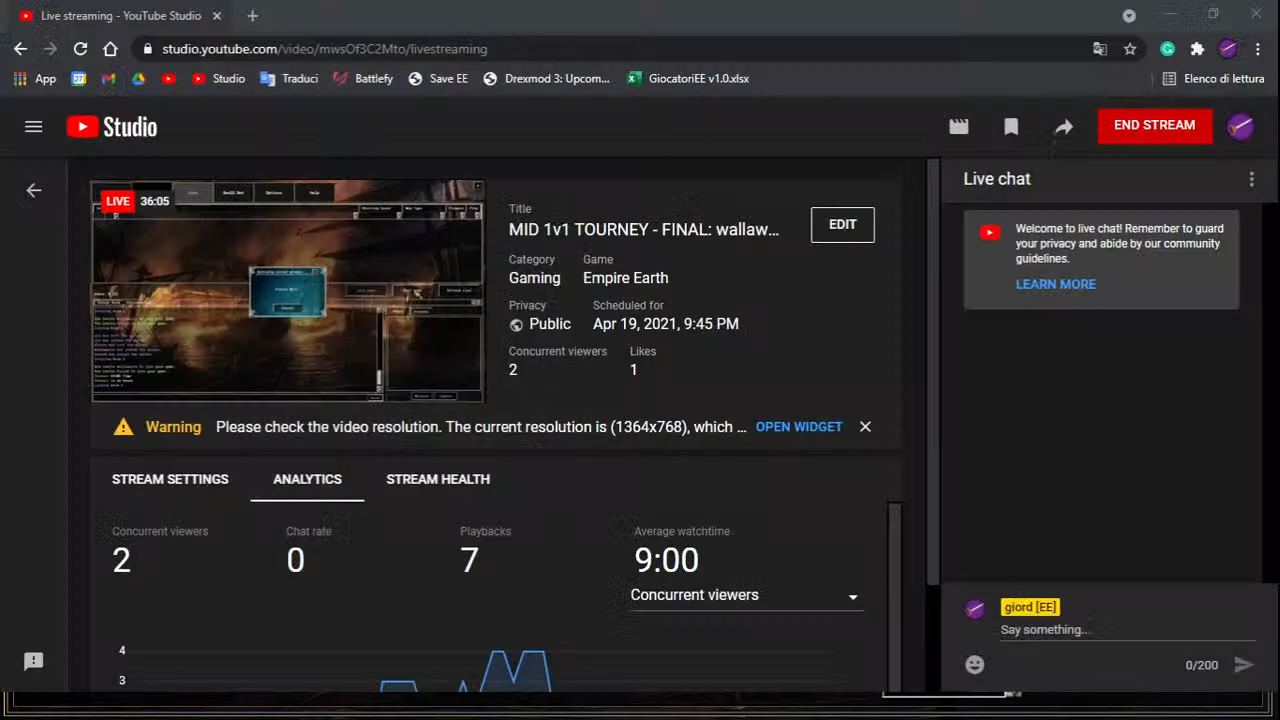 Live streaming - YouTube Studio
studio.youtube.com/video/mwsOf3C2Mto/livestreaming
App
27
Studio
Traduci
Battlefy
Save EE
Drexmod 3: Upcom...
GiocatoriEE v1.0.xlsx
Elenco di lettura
Studio
END STREAM
LIVE 36:05
Title
MID 1v1 TOURNEY - FINAL: wallaw...
EDIT
Category Game
Gaming Empire Earth
Privacy Scheduled for
Public Apr 19, 2021, 9:45 PM
Concurrent viewers Likes
2 1
Warning Please check the video resolution. The current resolution is (1364x768), which ... OPEN WIDGET
STREAM SETTINGS ANALYTICS STREAM HEALTH
Concurrent viewers Chat rate Playbacks Average watchtime
2 0 7 9:00
Concurrent viewers
4
3
Live chat
Welcome to live chat! Remember to guard
your privacy and abide by our community
guidelines.
LEARN MORE
giord [EE]
Say something...
0/200